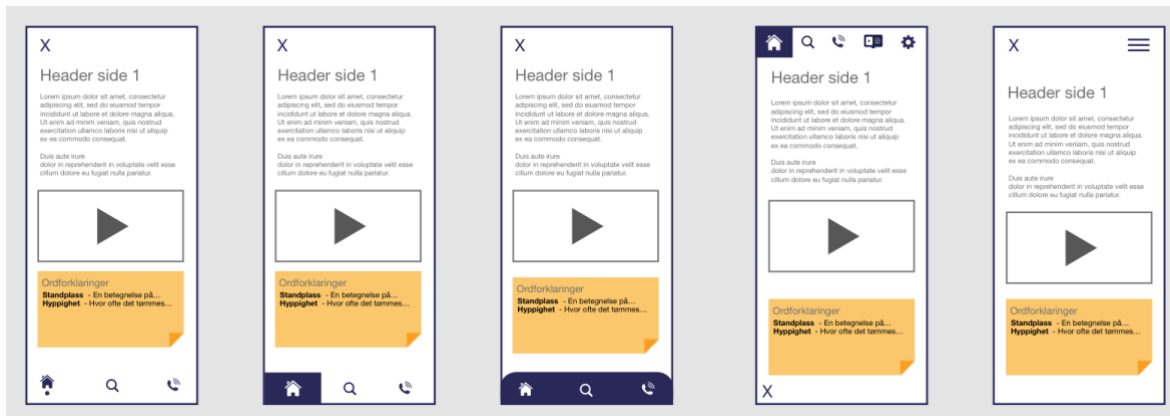 X
Header side 1
Lorem ipsum dolor sit amet, consectetur
adipiscing elit, sed do eiusmod tempor
incididunt ut labore et dolore magna aliqua.
Ut enim ad minim veniam, quis nostrud
exercitation ullamco laboris nisi ut aliquip
ex ea commodo consequat.
Duis aute irure
dolor in reprehenderit in voluptate velit esse
cillum dolore eu fugiat nulla pariatur.
Ordforklaringer
Standplass - En betegnelse på...
Hyppighet - Hvor ofte det tømmes...
X
Header side 1
Lorem ipsum dolor sit amet, consectetur
adipiscing elit, sed do eiusmod tempor
incididunt ut labore et dolore magna aliqua.
Ut enim ad minim veniam, quis nostrud
exercitation ullamco laboris nisi ut aliquip
ex ea commodo consequat.
Duis aute irure
dolor in reprehenderit in voluptate velit esse
cillum dolore eu fugiat nulla pariatur.
Ordforklaringer
Standplass - En betegnelse på...
Hyppighet - Hvor ofte det tømmes...
X
Header side 1
Lorem ipsum dolor sit amet, consectetur
adipiscing elit, sed do eiusmod tempor
incididunt ut labore et dolore magna aliqua.
Ut enim ad minim veniam, quis nostrud
exercitation ullamco laboris nisi ut aliquip
ex ea commodo consequat.
Duis aute irure
dolor in reprehenderit in voluptate velit esse
cillum dolore eu fugiat nulla pariatur.
Ordforklaringer
Standplass - En betegnelse på...
Hyppighet - Hvor ofte det tømmes...
Header side 1
Lorem ipsum dolor sit amet, consectetur
adipiscing elit, sed do eiusmod tempor
incididunt ut labore et dolore magna aliqua.
Ut enim ad minim veniam, quis nostrud
exercitation ullamco laboris nisi ut aliquip
ex ea commodo consequat.
Duis aute irure
dolor in reprehenderit in voluptate velit esse
cillum dolore eu fugiat nulla pariatur.
Ordforklaringer
Standplass - En betegnelse på...
Hyppighet - Hvor ofte det tømmes...
X
X
Header side 1
Lorem ipsum dolor sit amet, consectetur
adipiscing elit, sed do eiusmod tempor
incididunt ut labore et dolore magna aliqua.
Ut enim ad minim veniam, quis nostrud
exercitation ullamco laboris nisi ut aliquip
ex ea commodo consequat.
Duis aute irure
dolor in reprehenderit in voluptate velit esse
cillum dolore eu fugiat nulla pariatur.
Ordforklaringer
Standplass - En betegnelse på...
Hyppighet - Hvor ofte det tømmes...